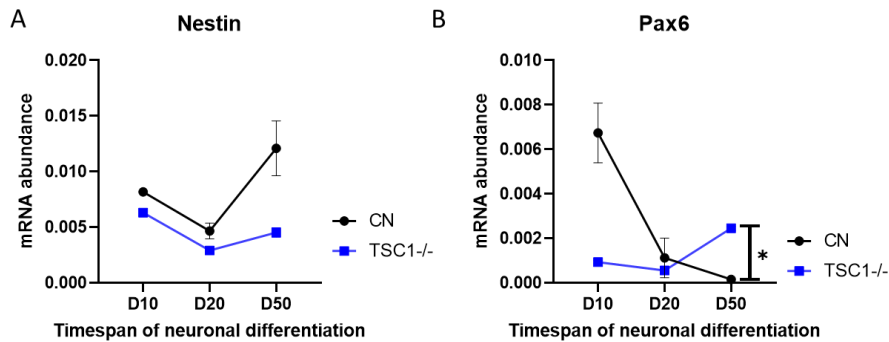 A
Nestin
mRNA abundance
0.020
0.015
0.010
0.005
0.000
D10 D20 D50
Timespan of neuronal differentiation
CN
TSC1-/-
B
Pax6
mRNA abundance
0.010
0.008
0.006
0.004
0.002
0.000
D10 D20 D50
Timespan of neuronal differentiation
*
CN
TSC1-/-